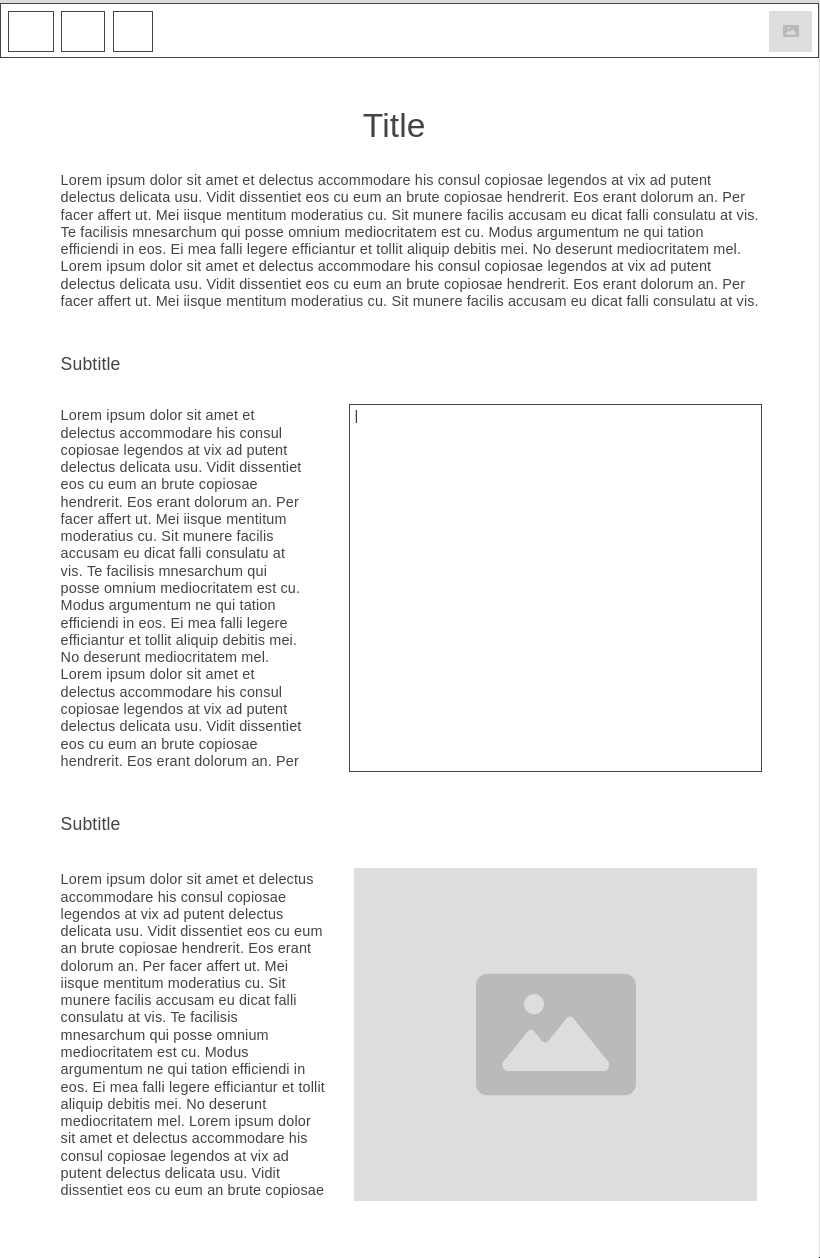 Title
Lorem ipsum dolor sit amet et delectus accommodare his consul copiosae legendos at vix ad putent
delectus delicata usu. Vidit dissentiet eos cu eum an brute copiosae hendrerit. Eos erant dolorum an. Per
facer affert ut. Mei iisque mentitum moderatius cu. Sit munere facilis accusam eu dicat falli consulatu at vis.
Te facilisis mnesarchum qui posse omnium mediocritatem est cu. Modus argumentum ne qui tation
efficiendi in eos. Ei mea falli legere efficiantur et tollit aliquip debitis mei. No deserunt mediocritatem mel.
Lorem ipsum dolor sit amet et delectus accommodare his consul copiosae legendos at vix ad putent
delectus delicata usu. Vidit dissentiet eos cu eum an brute copiosae hendrerit. Eos erant dolorum an. Per
facer affert ut. Mei iisque mentitum moderatius cu. Sit munere facilis accusam eu dicat falli consulatu at vis.
Subtitle
Lorem ipsum dolor sit amet et
delectus accommodare his consul
copiosae legendos at vix ad putent
delectus delicata usu. Vidit dissentiet
eos cu eum an brute copiosae
hendrerit. Eos erant dolorum an. Per
facer affert ut. Mei iisque mentitum
moderatius cu. Sit munere facilis
accusam eu dicat falli consulatu at
vis. Te facilisis mnesarchum qui
posse omnium mediocritatem est cu.
Modus argumentum ne qui tation
efficiendi in eos. Ei mea falli legere
efficiantur et tollit aliquip debitis mei.
No deserunt mediocritatem mel.
Lorem ipsum dolor sit amet et
delectus accommodare his consul
copiosae legendos at vix ad putent
delectus delicata usu. Vidit dissentiet
eos cu eum an brute copiosae
hendrerit. Eos erant dolorum an. Per
Subtitle
Lorem ipsum dolor sit amet et delectus
accommodare his consul copiosae
legendos at vix ad putent delectus
delicata usu. Vidit dissentiet eos cu eum
an brute copiosae hendrerit. Eos erant
dolorum an. Per facer affert ut. Mei
iisque mentitum moderatius cu. Sit
munere facilis accusam eu dicat falli
consulatu at vis. Te facilisis
mnesarchum qui posse omnium
mediocritatem est cu. Modus
argumentum ne qui tation efficiendi in
eos. Ei mea falli legere efficiantur et tollit
aliquip debitis mei. No deserunt
mediocritatem mel. Lorem ipsum dolor
sit amet et delectus accommodare his
consul copiosae legendos at vix ad
putent delectus delicata usu. Vidit
dissentiet eos cu eum an brute copiosae